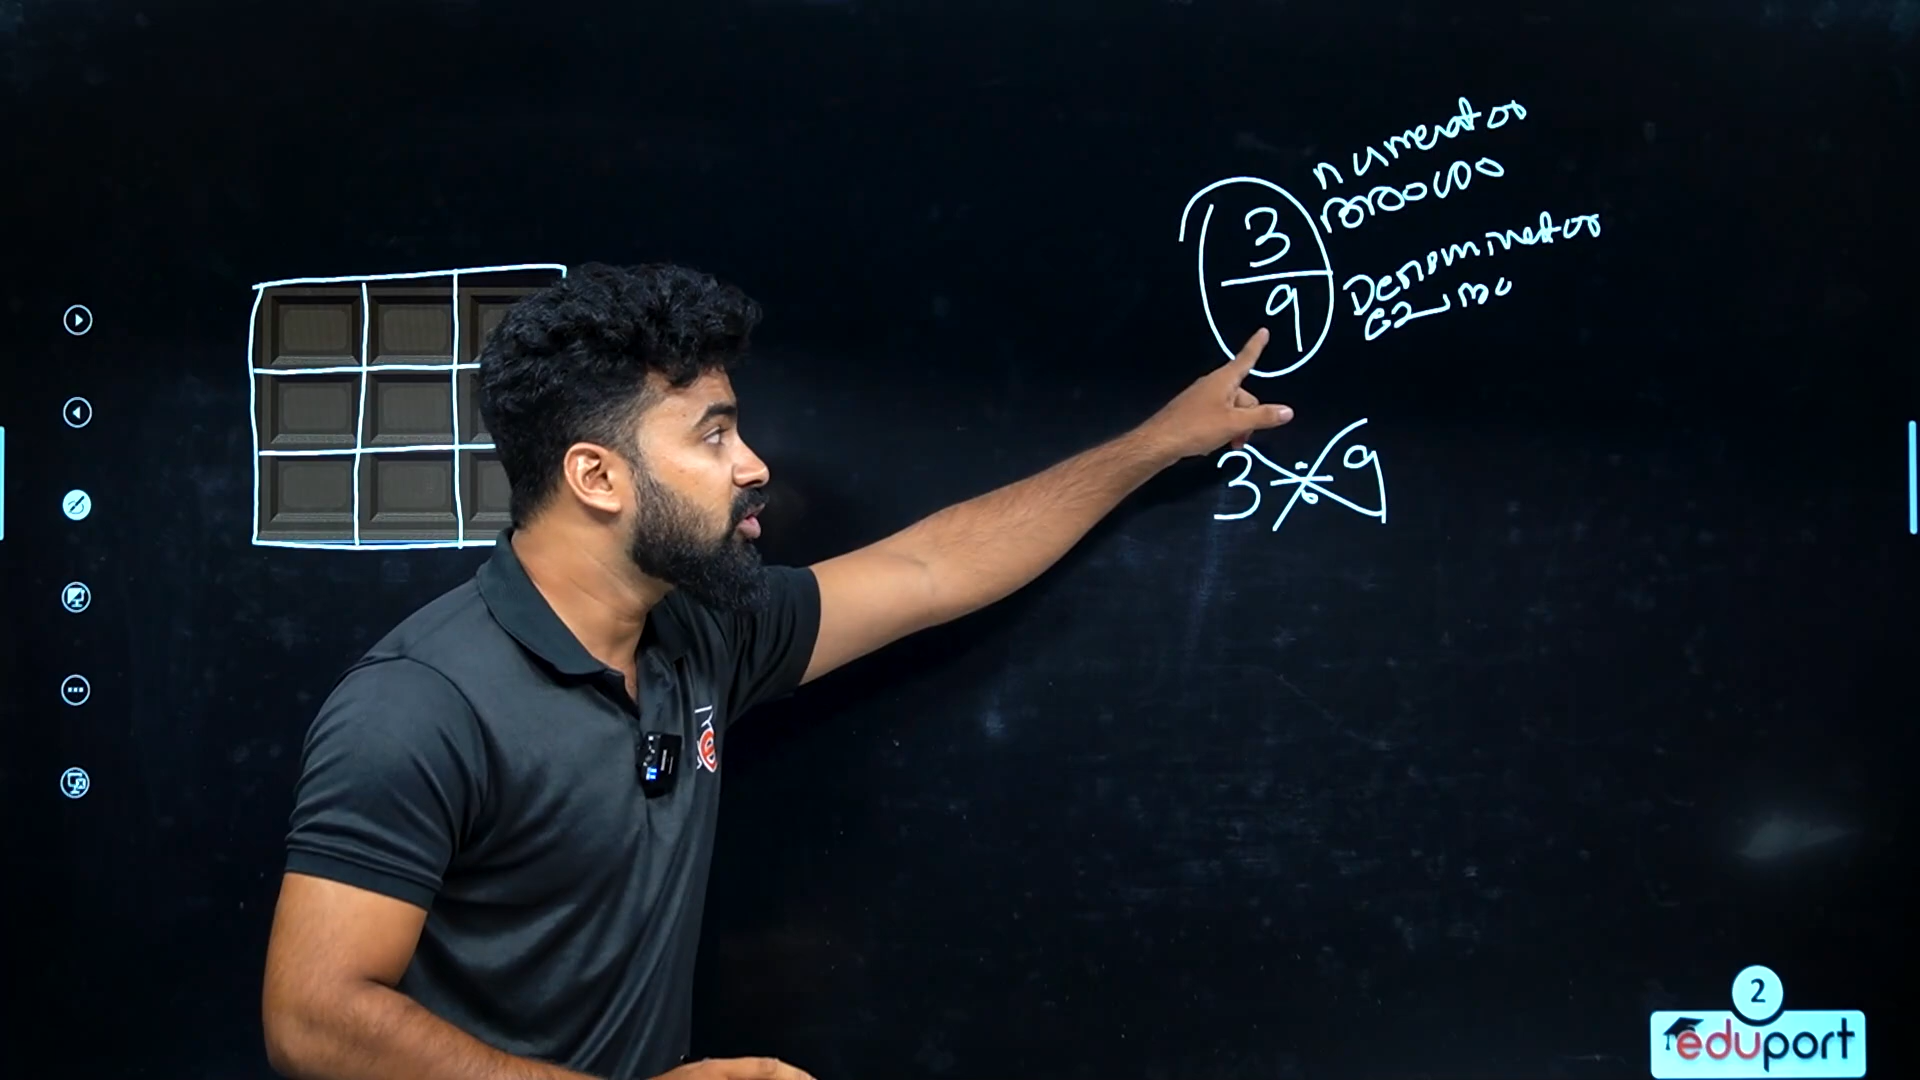 3
9
numerator
Denominator
ഛേദം
3 ÷ 9
2
eduport